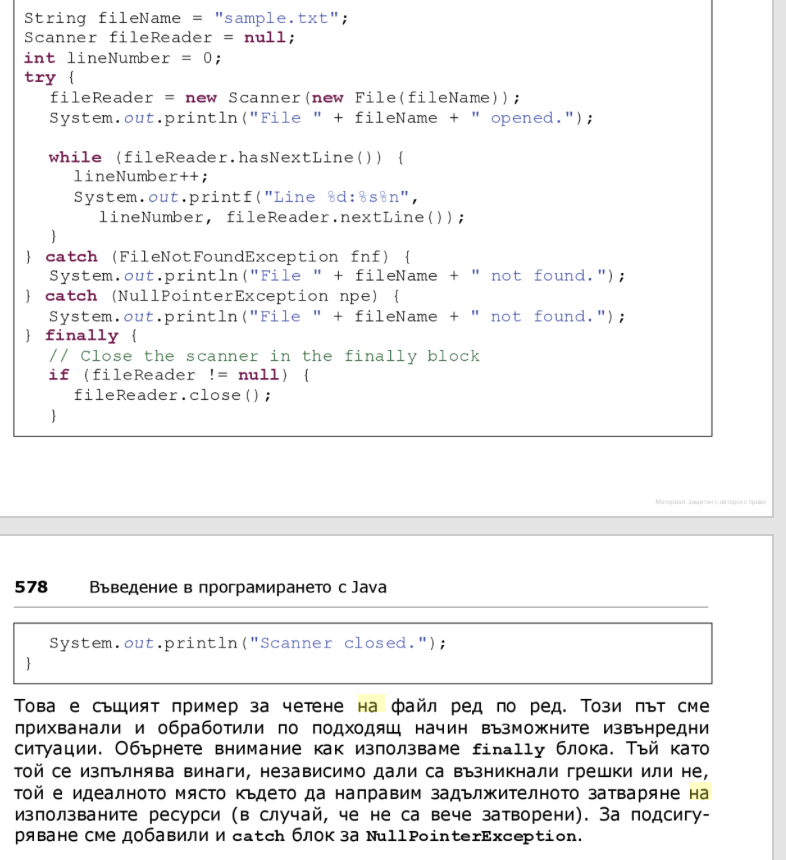 String fileName = "sample.txt";
Scanner fileReader = null;
int lineNumber = 0;
try {
fileReader = new Scanner(new File(fileName));
System.out.println("File " + fileName + " opened.");
while (fileReader.hasNextLine()) {
lineNumber++;
System.out.printf("Line %d:%s%n",
lineNumber, fileReader.nextLine());
}
} catch (FileNotFoundException fnf) {
System.out.println("File " + fileName + " not found.");
} catch (NullPointerException npe) {
System.out.println("File " + fileName + " not found.");
} finally {
// Close the scanner in the finally block
if (fileReader != null) {
fileReader.close();
}
Материал, защитен с авторско право
578 Въведение в програмирането с Java
System.out.println("Scanner closed.");
}
Това е същият пример за четене на файл ред по ред. Този път сме
прихванали и обработили по подходящ начин възможните извънредни
ситуации. Обърнете внимание как използваме finally блока. Тъй като
той се изпълнява винаги, независимо дали са възникнали грешки или не,
той е идеалното място където да направим задължителното затваряне на
използваните ресурси (в случай, че не са вече затворени). За подсигу-
ряване сме добавили и catch блок за NullPointerException.